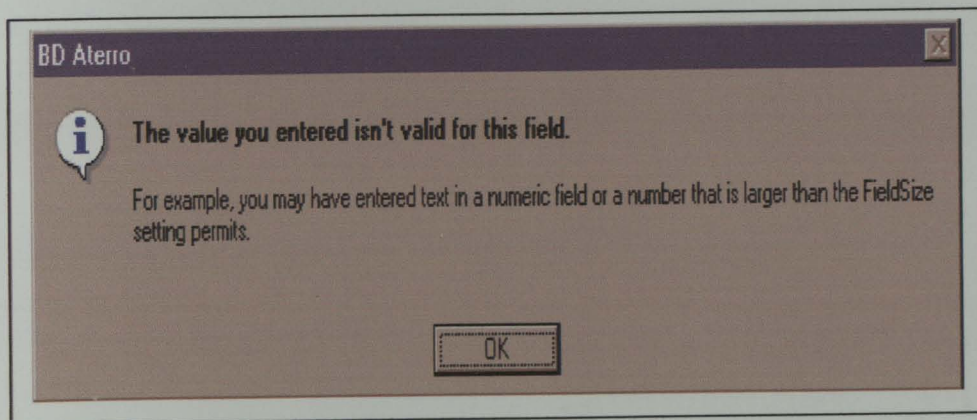 BD Aterro
The value you entered isn't valid for this field.
For example, you may have entered text in a numeric field or a number that is larger than the FieldSize
setting permits.
OK